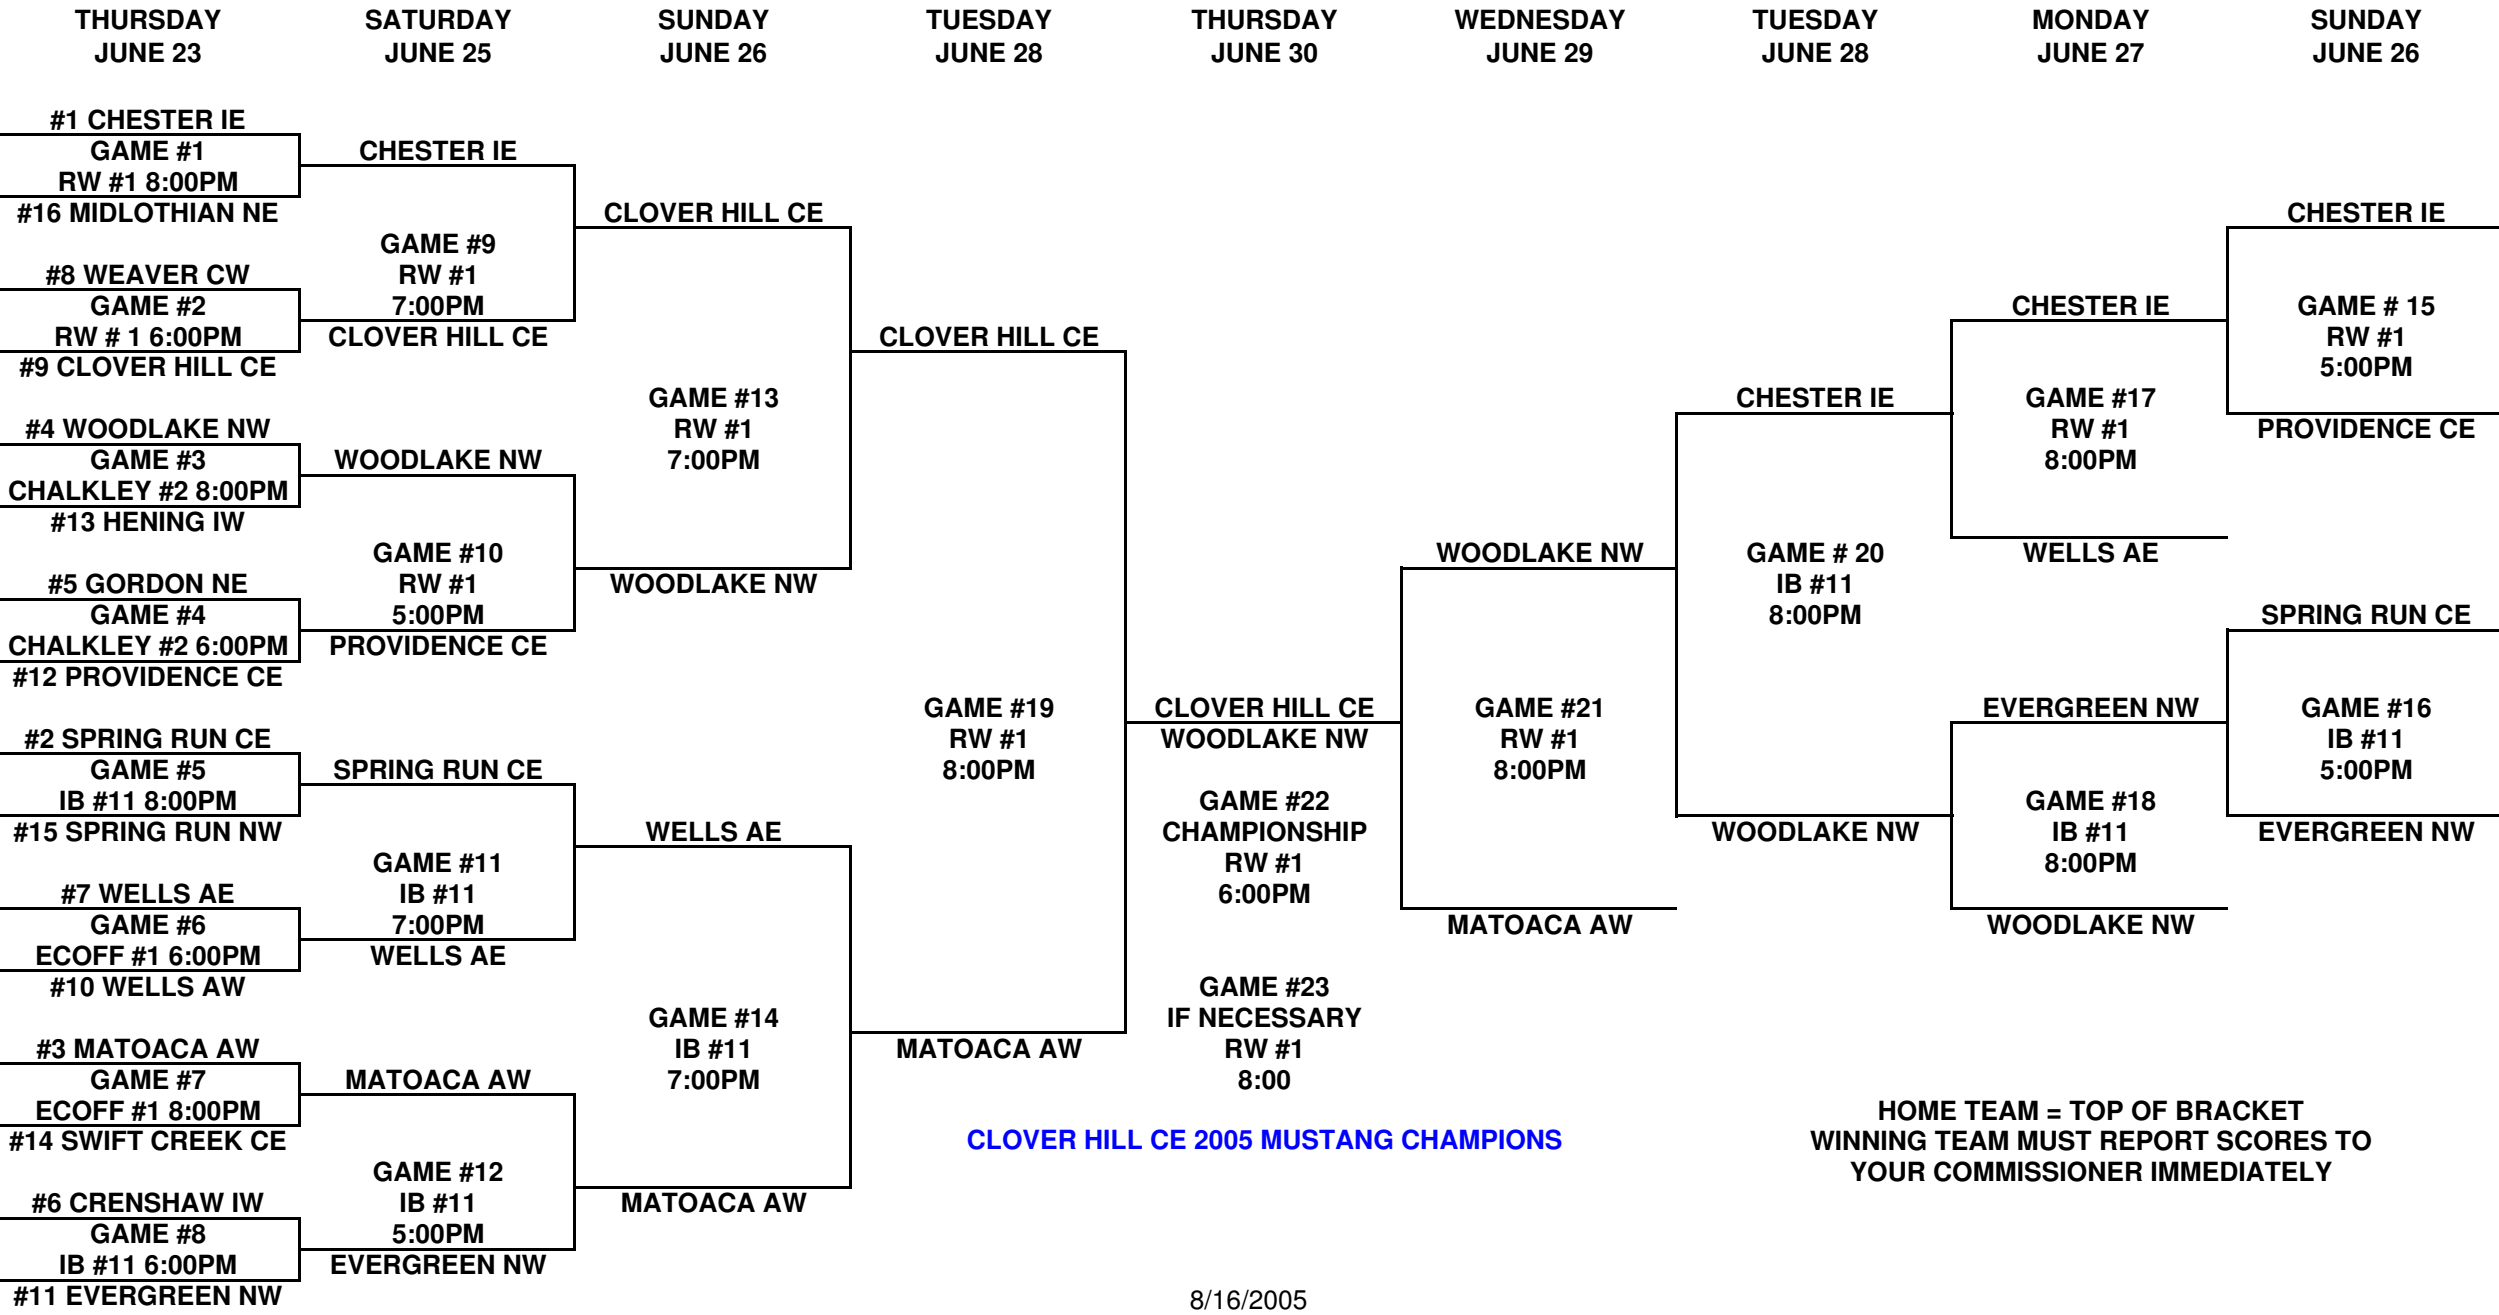 THURSDAY
JUNE 23
SATURDAY
JUNE 25
SUNDAY
JUNE 26
TUESDAY
JUNE 28
THURSDAY
JUNE 30
WEDNESDAY
JUNE 29
TUESDAY
JUNE 28
MONDAY
JUNE 27
SUNDAY
JUNE 26
#1 CHESTER IE
GAME #1
RW #1 8:00PM
#16 MIDLOTHIAN NE
#8 WEAVER CW
GAME #2
RW # 1 6:00PM
#9 CLOVER HILL CE
#4 WOODLAKE NW
GAME #3
CHALKLEY #2 8:00PM
#13 HENING IW
#5 GORDON NE
GAME #4
CHALKLEY #2 6:00PM
#12 PROVIDENCE CE
#2 SPRING RUN CE
GAME #5
IB #11 8:00PM
#15 SPRING RUN NW
#7 WELLS AE
GAME #6
ECOFF #1 6:00PM
#10 WELLS AW
#3 MATOACA AW
GAME #7
ECOFF #1 8:00PM
#14 SWIFT CREEK CE
#6 CRENSHAW IW
GAME #8
IB #11 6:00PM
#11 EVERGREEN NW
CHESTER IE
GAME #9
RW #1
7:00PM
CLOVER HILL CE
WOODLAKE NW
GAME #10
RW #1
5:00PM
PROVIDENCE CE
SPRING RUN CE
GAME #11
IB #11
7:00PM
WELLS AE
MATOACA AW
GAME #12
IB #11
5:00PM
EVERGREEN NW
CLOVER HILL CE
GAME #13
RW #1
7:00PM
WOODLAKE NW
WELLS AE
GAME #14
IB #11
7:00PM
MATOACA AW
CLOVER HILL CE
GAME #19
RW #1
8:00PM
MATOACA AW
CLOVER HILL CE
WOODLAKE NW
GAME #22
CHAMPIONSHIP
RW #1
6:00PM
GAME #23
IF NECESSARY
RW #1
8:00
CLOVER HILL CE 2005 MUSTANG CHAMPIONS
WOODLAKE NW
GAME #21
RW #1
8:00PM
MATOACA AW
CHESTER IE
GAME # 20
IB #11
8:00PM
WOODLAKE NW
CHESTER IE
GAME #17
RW #1
8:00PM
WELLS AE
EVERGREEN NW
GAME #18
IB #11
8:00PM
WOODLAKE NW
CHESTER IE
GAME # 15
RW #1
5:00PM
PROVIDENCE CE
SPRING RUN CE
GAME #16
IB #11
5:00PM
EVERGREEN NW
HOME TEAM = TOP OF BRACKET
WINNING TEAM MUST REPORT SCORES TO
YOUR COMMISSIONER IMMEDIATELY
8/16/2005